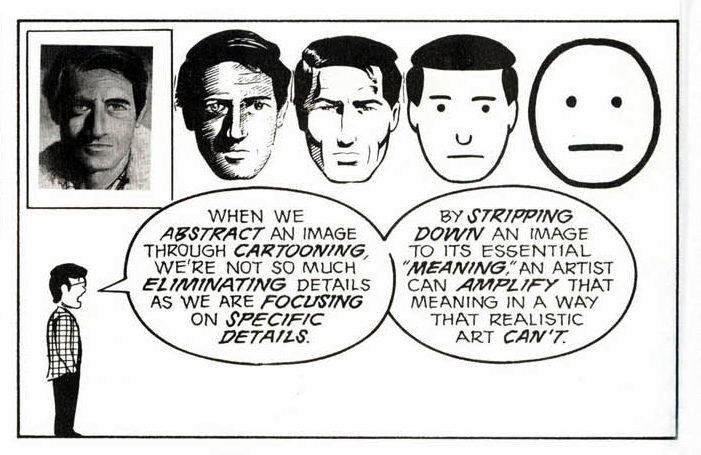 WHEN WE
ABSTRACT AN IMAGE
THROUGH CARTOONING,
WE'RE NOT SO MUCH
ELIMINATING DETAILS
AS WE ARE FOCUSING
ON SPECIFIC
DETAILS.
BY STRIPPING
DOWN AN IMAGE
TO ITS ESSENTIAL
"MEANING," AN ARTIST
CAN AMPLIFY THAT
MEANING IN A WAY
THAT REALISTIC
ART CAN'T.